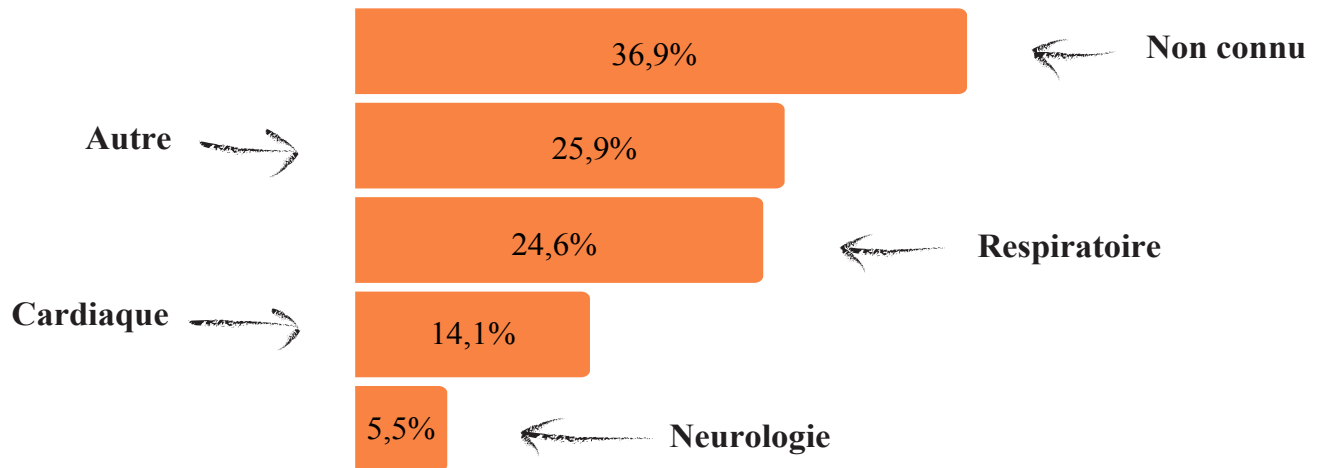 36,9%
Non connu
Autre
25,9%
24,6%
Respiratoire
Cardiaque
14,1%
5,5%
Neurologie